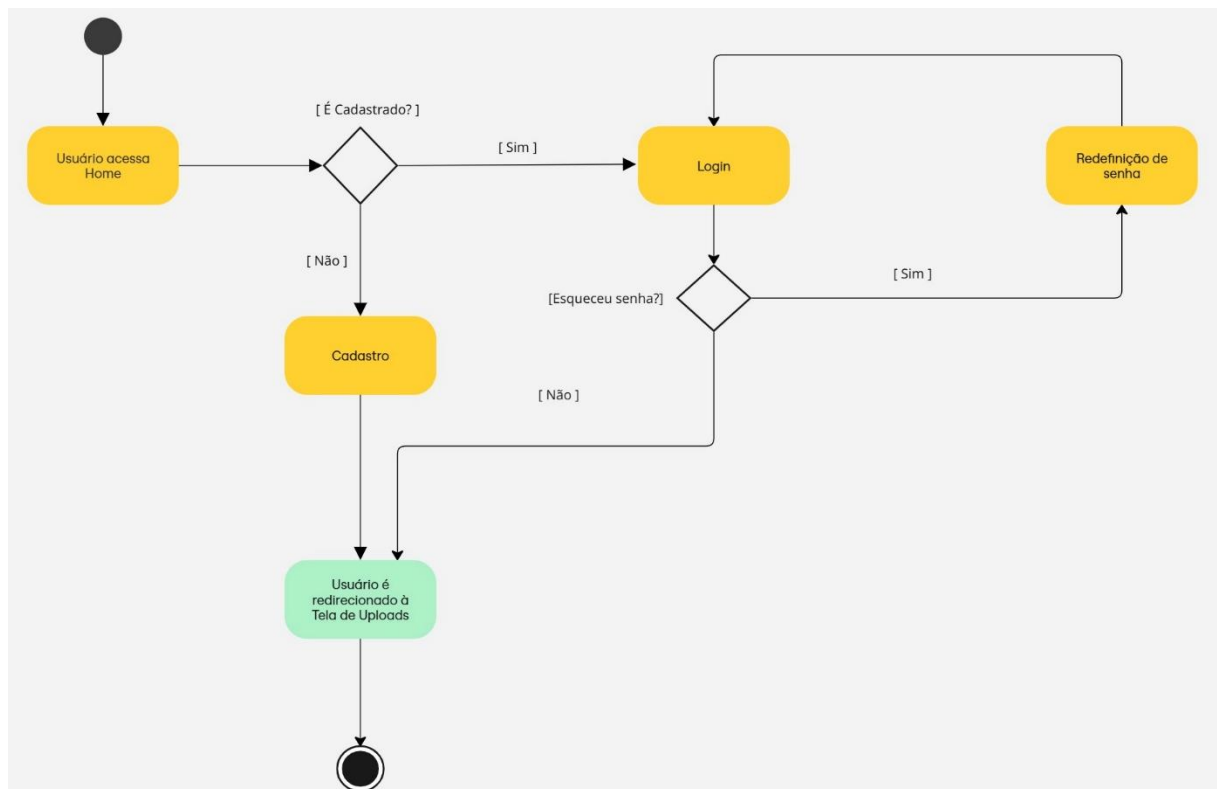 [ É Cadastrado? ]
Usuário acessa
Home
[ Sim ]
Login
Redefinição de
senha
[ Não ]
[Esqueceu senha?]
[ Sim ]
Cadastro
[ Não ]
Usuário é
redirecionado à
Tela de Uploads